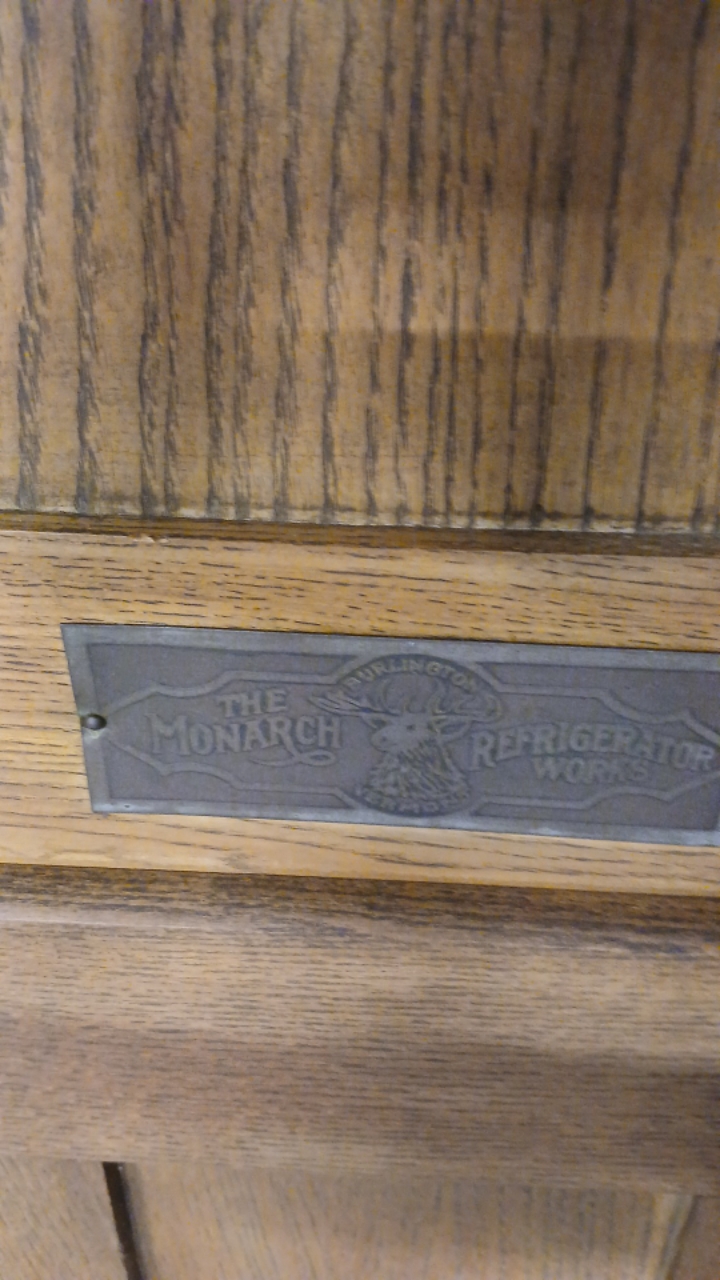 THE
MONARCH
BURLINGTON
VERMONT
REFRIGERATOR
WORKS